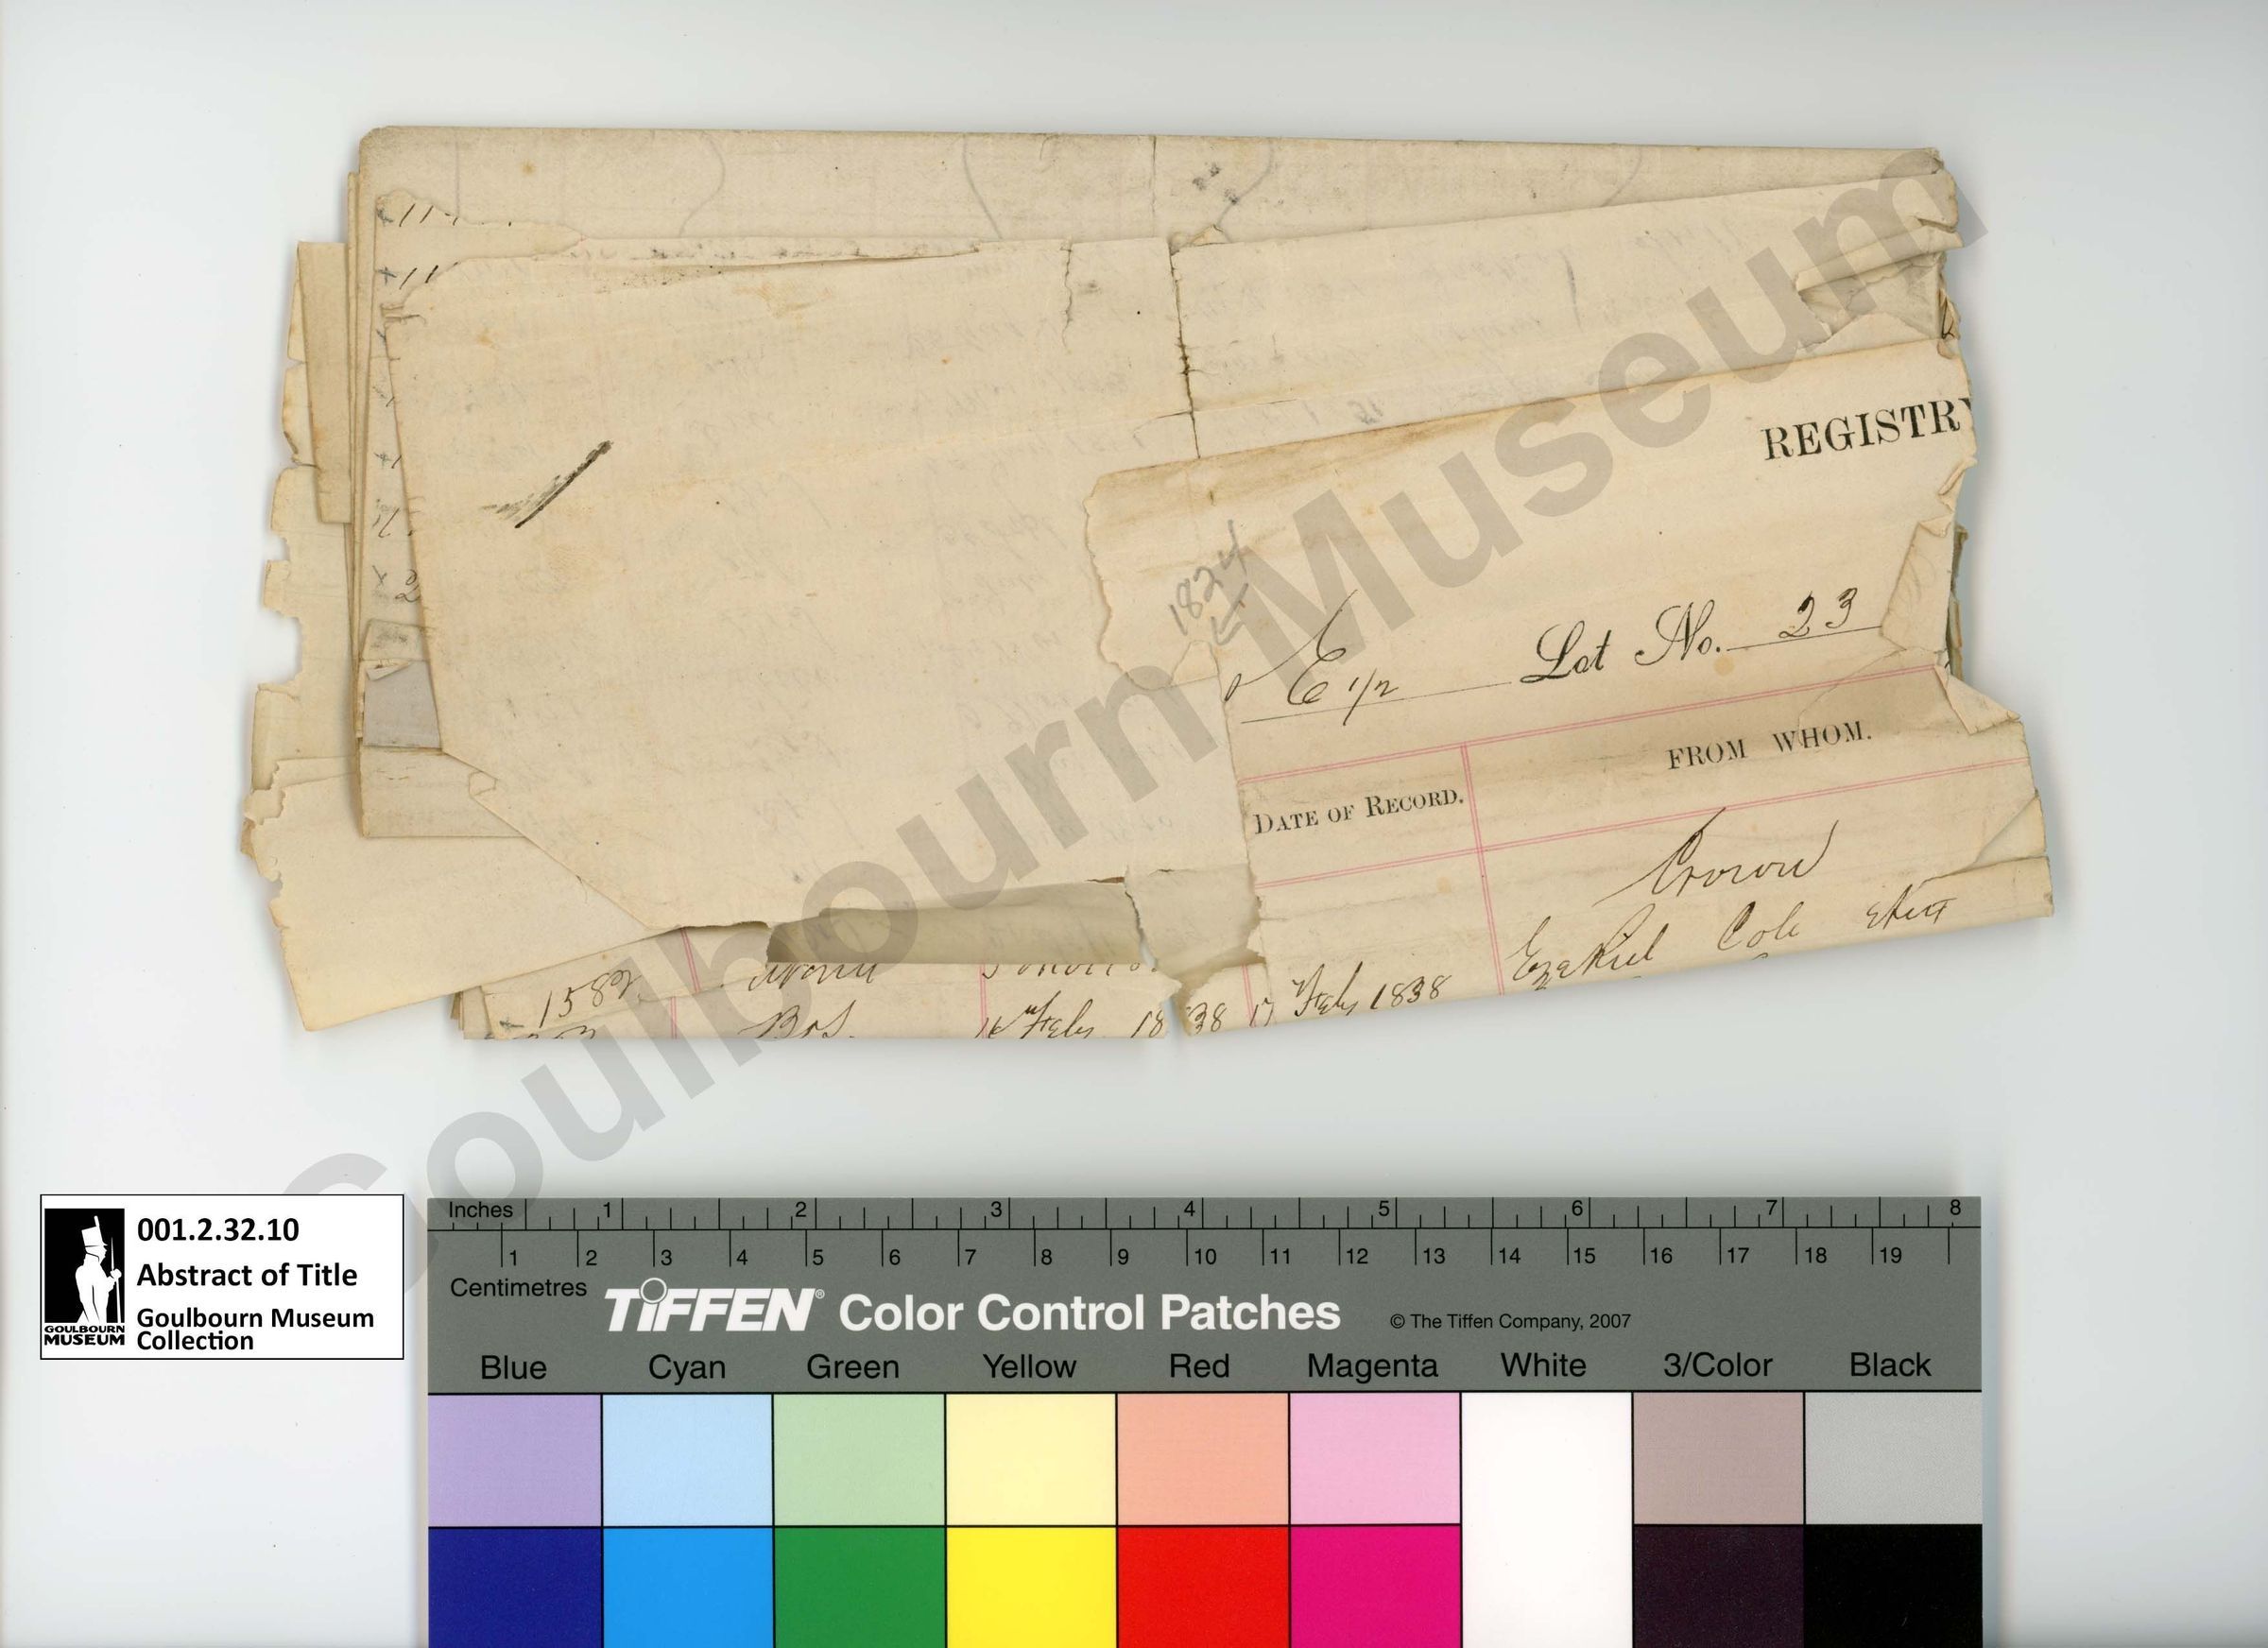 REGISTRY
1824
E 1/2 Lot No. 23
FROM WHOM.
DATE OF RECORD.
Crown
Ezekiel Cole
1582
B&S. 16th Feby 1838 17th Feby 1838
Goulbourn Museum
001.2.32.10
Abstract of Title
Goulbourn Museum
Collection
GOULBOURN
MUSEUM
Inches 1 2 3 4 5 6 7 8
1 2 3 4 5 6 7 8 9 10 11 12 13 14 15 16 17 18 19
Centimetres
TIFFEN® Color Control Patches © The Tiffen Company, 2007
Blue Cyan Green Yellow Red Magenta White 3/Color Black